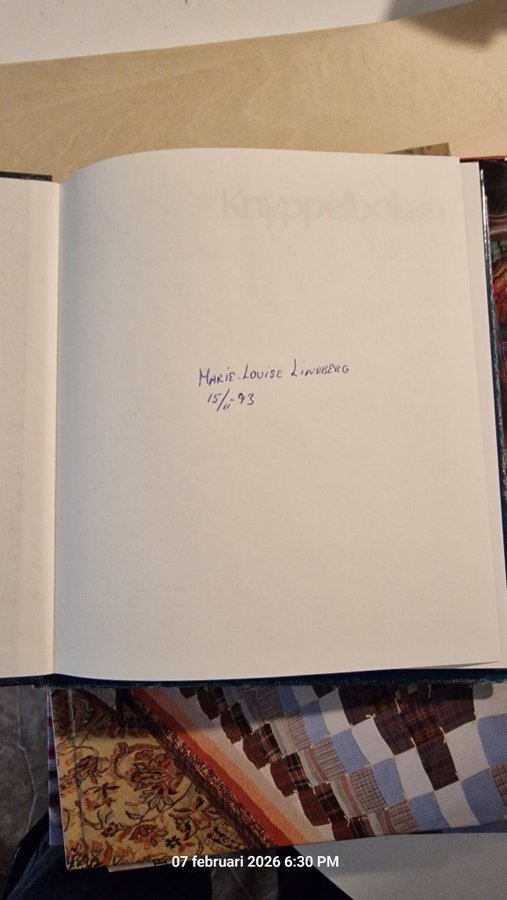 Knyppelboken
MARIE-LOUISE LINDBERG
15/11-93
07 februari 2026 6:30 PM